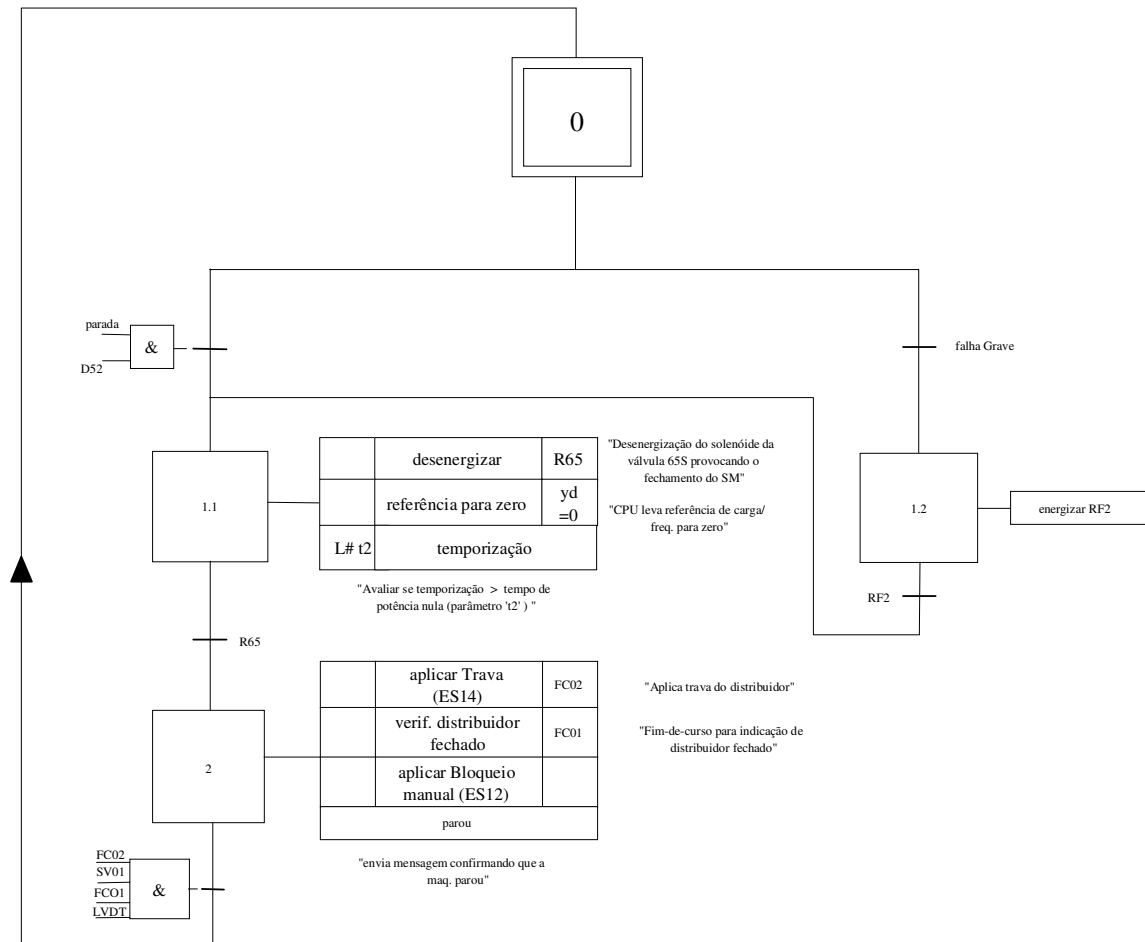 0
parada
&
D52
falha Grave
desenergizar R65
"Desenergização do solenóide da
válvula 65S provocando o
fechamento do SM"
1.1
referência para zero yd
=0
"CPU leva referência de carga/
freq. para zero"
1.2
energizar RF2
L# t2 temporização
"Avaliar se temporização > tempo de
potência nula (parâmetro 't2' ) "
RF2
R65
aplicar Trava
(ES14)
FC02
"Aplica trava do distribuidor"
verif. distribuidor
fechado
FC01
"Fim-de-curso para indicação de
distribuidor fechado"
2
aplicar Bloqueio
manual (ES12)
parou
"envia mensagem confirmando que a
maq. parou"
FC02
SV01
FCO1
LVDT
&